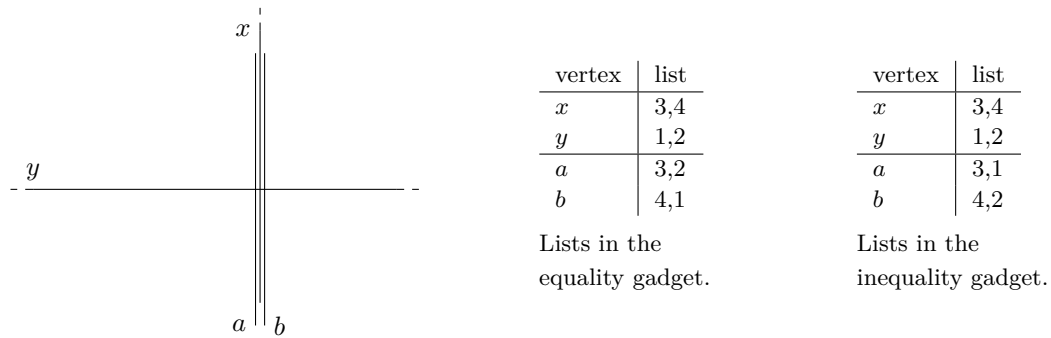 x
y
a b
vertex list
x 3,4
y 1,2
a 3,2
b 4,1
Lists in the
equality gadget.
vertex list
x 3,4
y 1,2
a 3,1
b 4,2
Lists in the
inequality gadget.